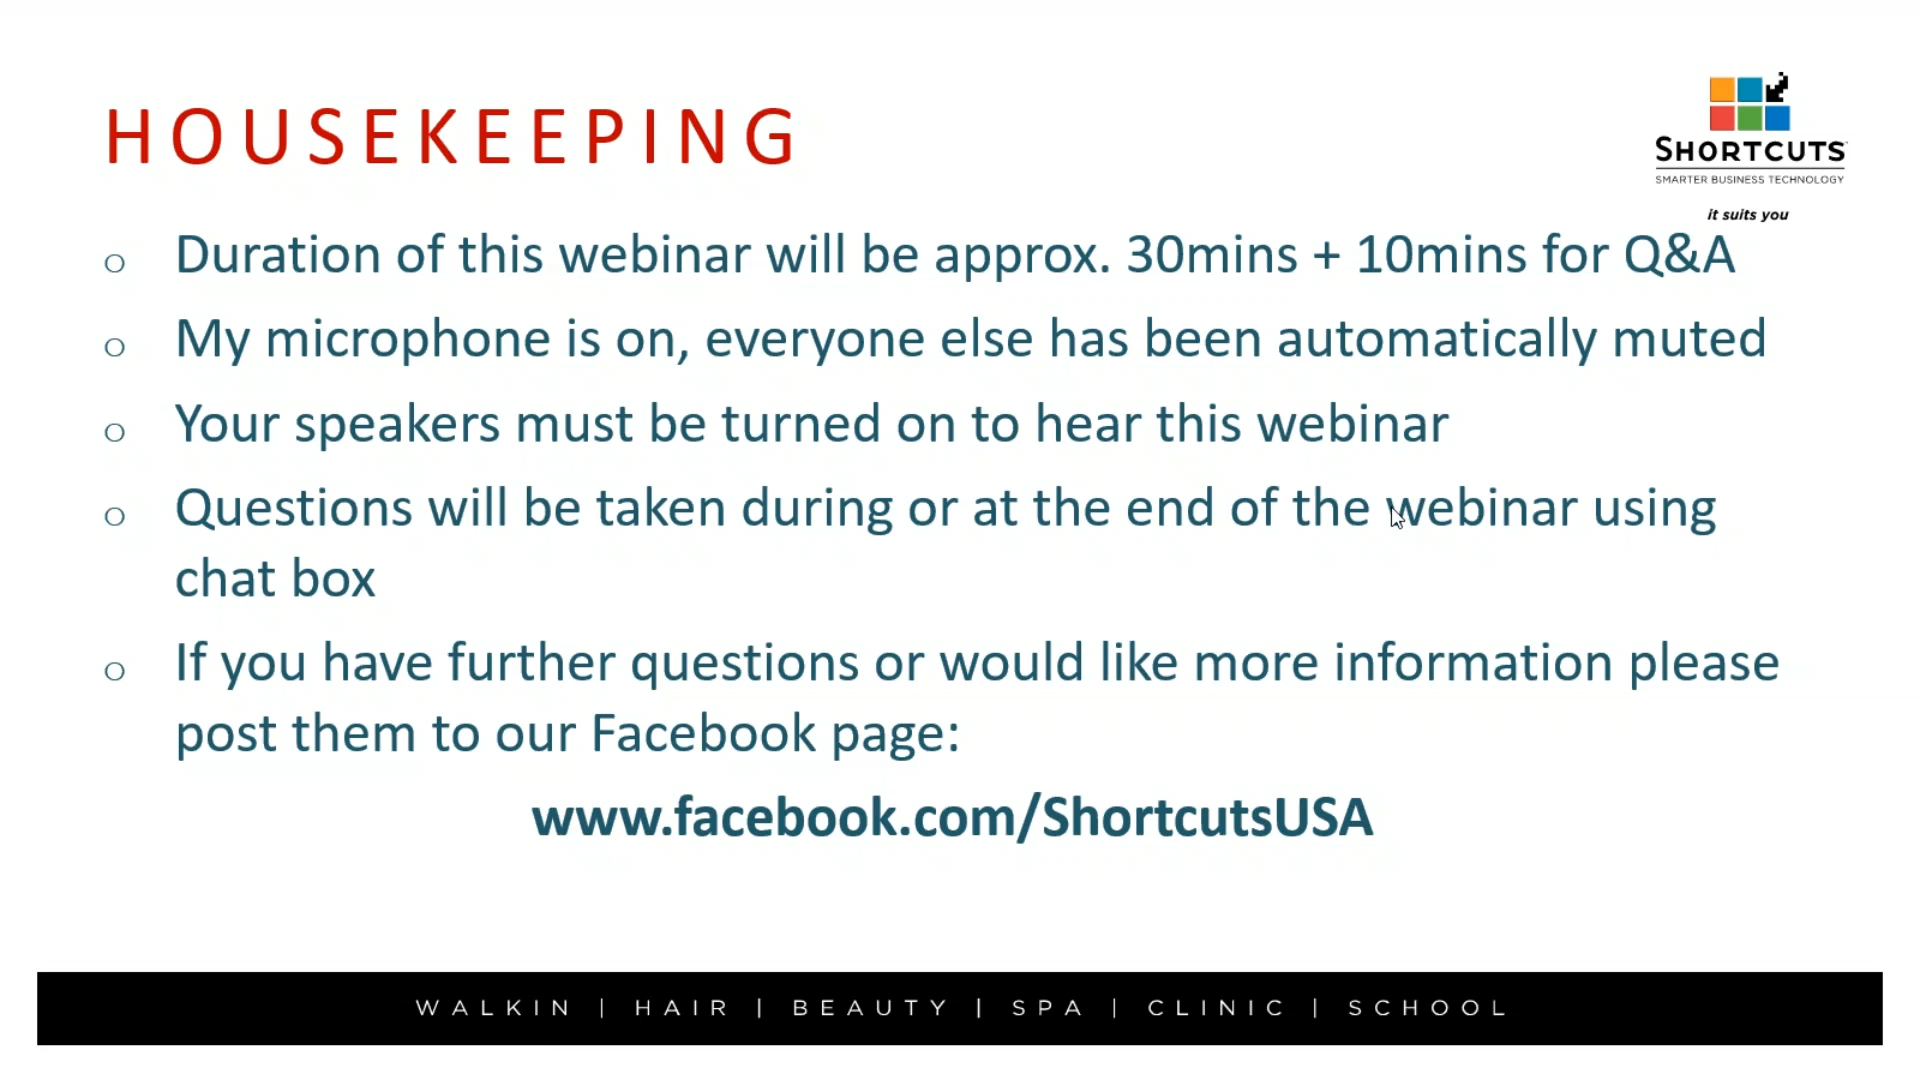 HOUSEKEEPING
SHORTCUTS
SMARTER BUSINESS TECHNOLOGY
it suits you
o Duration of this webinar will be approx. 30mins + 10mins for Q&A
o My microphone is on, everyone else has been automatically muted
o Your speakers must be turned on to hear this webinar
o Questions will be taken during or at the end of the webinar using
chat box
o If you have further questions or would like more information please
post them to our Facebook page:
www.facebook.com/ShortcutsUSA
WALKIN | HAIR | BEAUTY | SPA | CLINIC | SCHOOL